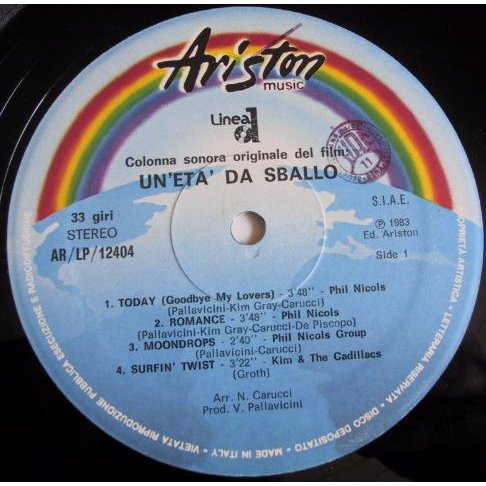 Ariston
music
Linea
Colonna sonora originale del film:
UN'ETA' DA SBALLO
33 giri
STEREO
AR/LP/12404
S.I.A.E.
℗ 1983
Ed. Ariston
Side 1
1. TODAY (Goodbye My Lovers) - 3'48" - Phil Nicols
(Pallavicini-Kim Gray-Carucci)
2. ROMANCE - 3'48" - Phil Nicols
(Pallavicini-Kim Gray-Carucci-De Piscopo)
3. MOONDROPS - 2'40" - Phil Nicols Group
(Pallavicini-Carucci)
4. SURFIN' TWIST - 3'22" - Kim & The Cadillacs
(Groth)
Arr. N. Carucci
Prod. V. Pallavicini
PROPRIETÀ ARTISTICA - LETTERARIA RISERVATA - DISCO DEPOSITATO - MADE IN ITALY - VIETATA RIPRODUZIONE PUBBLICA ESECUZIONE E RADIODIFFUSIONE